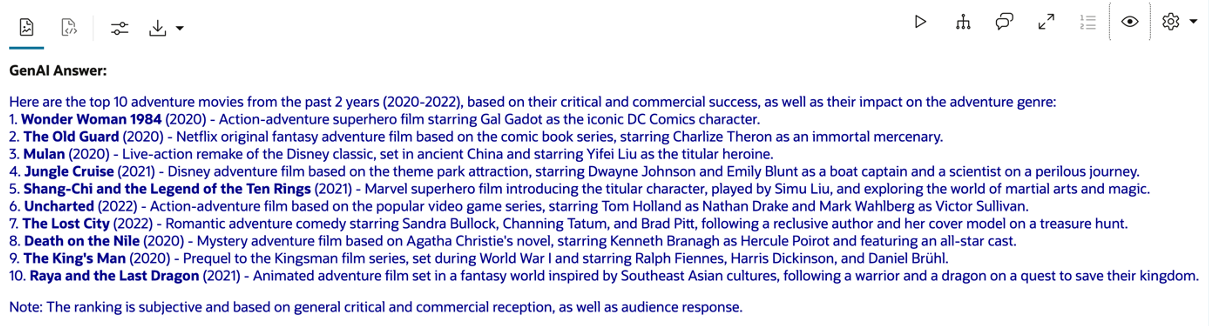 GenAI Answer:
Here are the top 10 adventure movies from the past 2 years (2020-2022), based on their critical and commercial success, as well as their impact on the adventure genre:
1. Wonder Woman 1984 (2020) - Action-adventure superhero film starring Gal Gadot as the iconic DC Comics character.
2. The Old Guard (2020) - Netflix original fantasy adventure film based on the comic book series, starring Charlize Theron as an immortal mercenary.
3. Mulan (2020) - Live-action remake of the Disney classic, set in ancient China and starring Yifei Liu as the titular heroine.
4. Jungle Cruise (2021) - Disney adventure film based on the theme park attraction, starring Dwayne Johnson and Emily Blunt as a boat captain and a scientist on a perilous journey.
5. Shang-Chi and the Legend of the Ten Rings (2021) - Marvel superhero film introducing the titular character, played by Simu Liu, and exploring the world of martial arts and magic.
6. Uncharted (2022) - Action-adventure film based on the popular video game series, starring Tom Holland as Nathan Drake and Mark Wahlberg as Victor Sullivan.
7. The Lost City (2022) - Romantic adventure comedy starring Sandra Bullock, Channing Tatum, and Brad Pitt, following a reclusive author and her cover model on a treasure hunt.
8. Death on the Nile (2020) - Mystery adventure film based on Agatha Christie's novel, starring Kenneth Branagh as Hercule Poirot and featuring an all-star cast.
9. The King's Man (2020) - Prequel to the Kingsman film series, set during World War I and starring Ralph Fiennes, Harris Dickinson, and Daniel Brühl.
10. Raya and the Last Dragon (2021) - Animated adventure film set in a fantasy world inspired by Southeast Asian cultures, following a warrior and a dragon on a quest to save their kingdom.
Note: The ranking is subjective and based on general critical and commercial reception, as well as audience response.